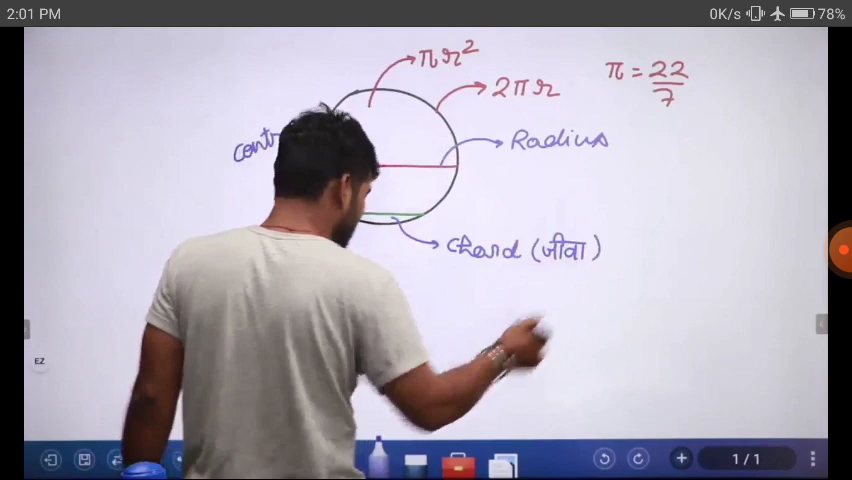 2:01 PM
0K/s
78%
πr²
2πr
π = 22/7
Radius
Chord (जीवा)
EZ
1 / 1